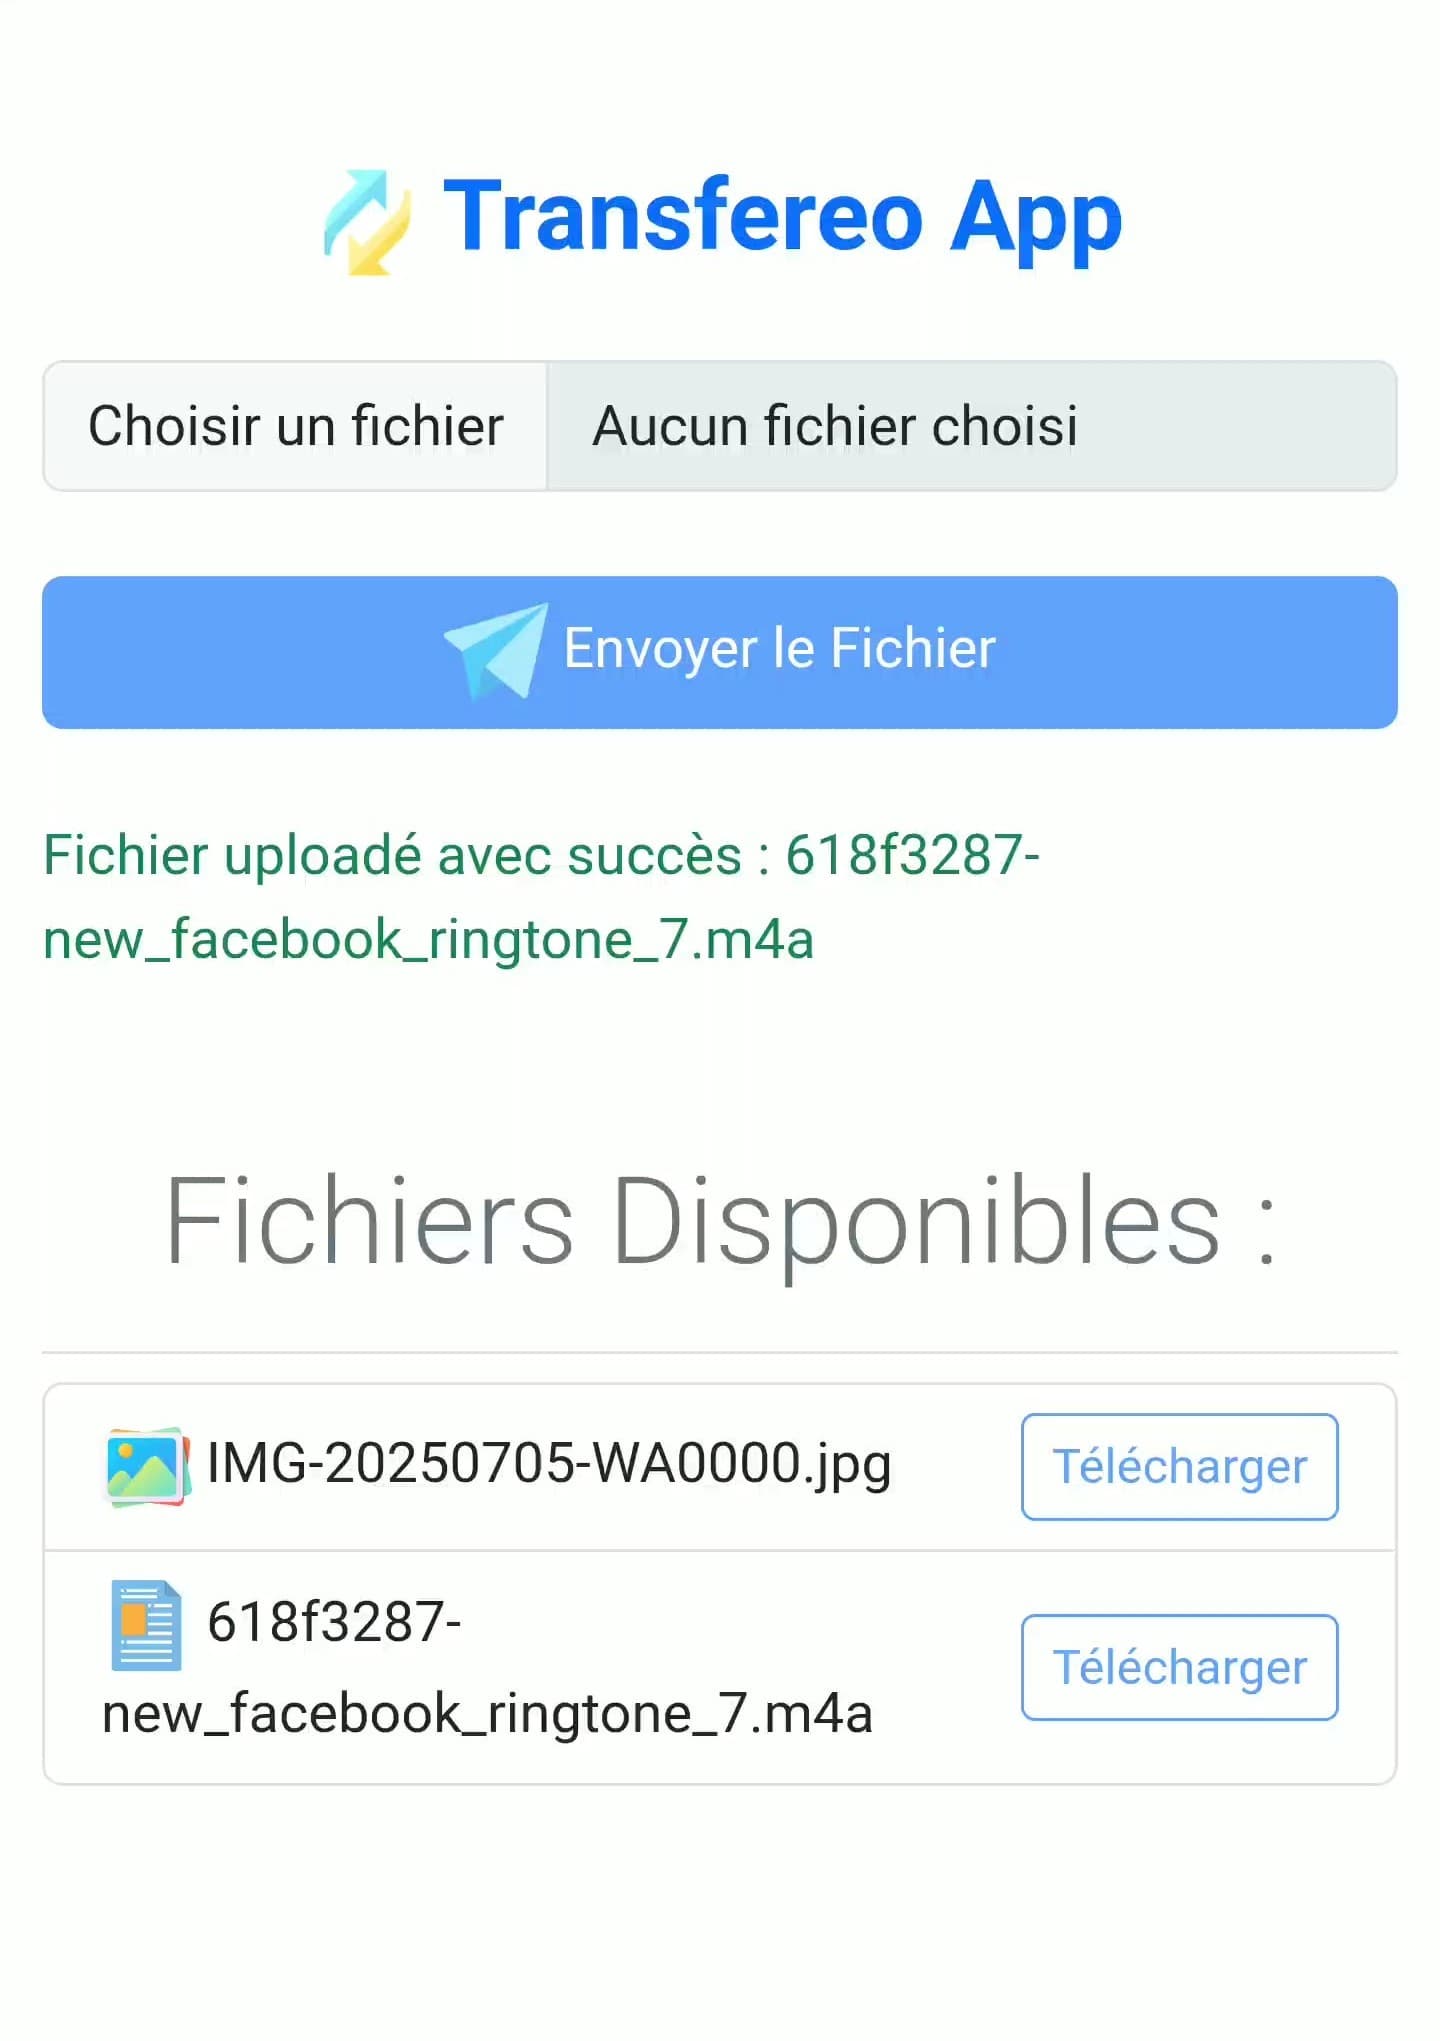 Transfereo App
Choisir un fichier Aucun fichier choisi
Envoyer le Fichier
Fichier uploadé avec succès : 618f3287-
new_facebook_ringtone_7.m4a
Fichiers Disponibles :
IMG-20250705-WA0000.jpg Télécharger
618f3287-
new_facebook_ringtone_7.m4a Télécharger